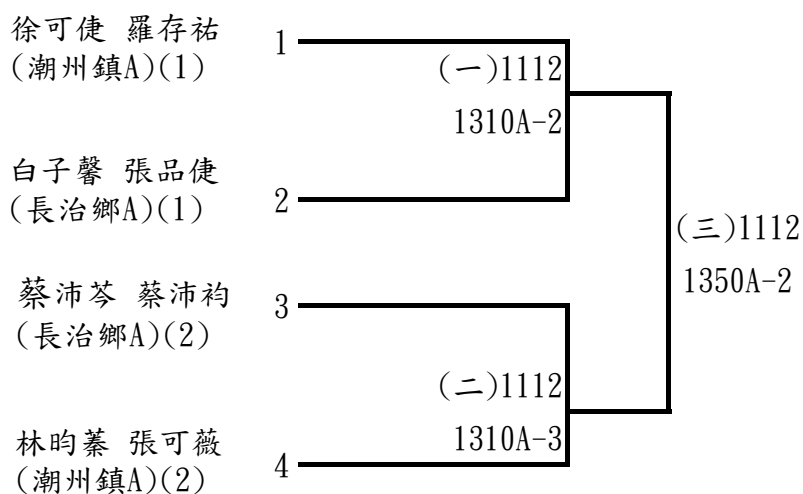 徐可倢 羅存祐
(潮州鎮A)(1)
1
(一)1112
1310A-2
白子馨 張品倢
(長治鄉A)(1)
2
(三)1112
1350A-2
蔡沛芩 蔡沛袀
(長治鄉A)(2)
3
(二)1112
1310A-3
林昀蓁 張可薇
(潮州鎮A)(2)
4